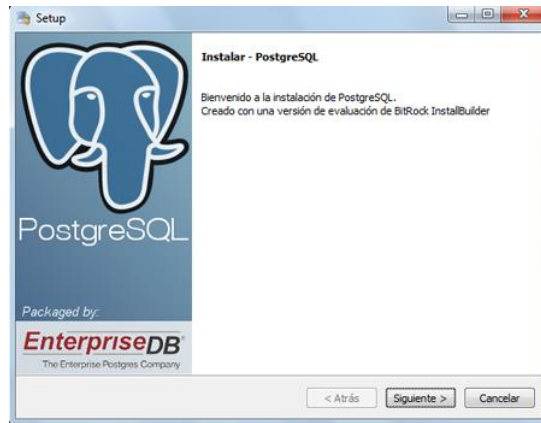 Setup
Instalar - PostgreSQL
Bienvenido a la instalación de PostgreSQL.
Creado con una versión de evaluación de BitRock InstallBuilder
PostgreSQL
Packaged by:
EnterpriseDB®
The Enterprise Postgres Company
< Atrás
Siguiente >
Cancelar